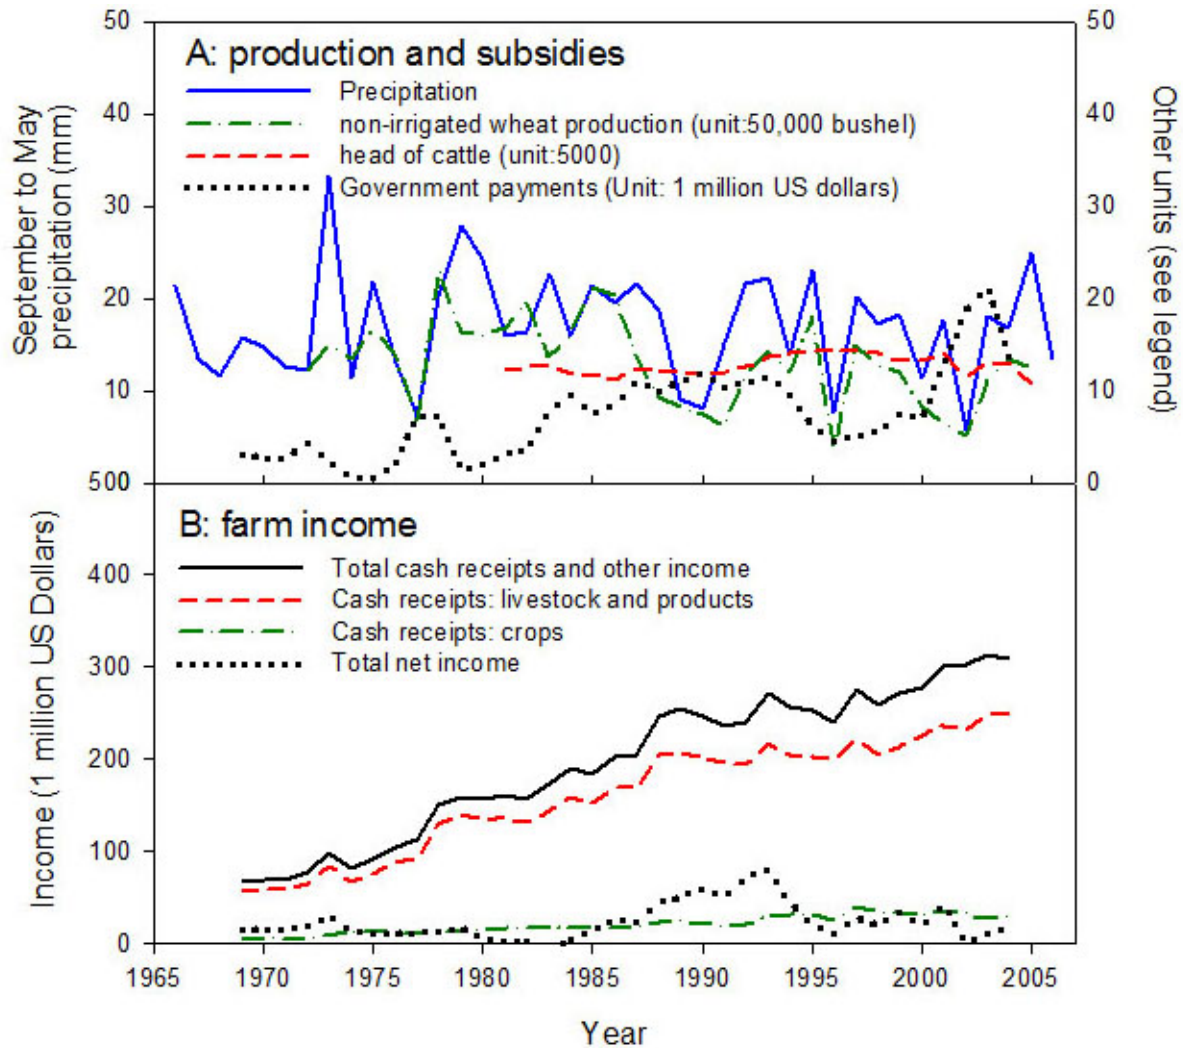 50
40
30
20
10
500
September to May
precipitation (mm)
A: production and subsidies
Precipitation
non-irrigated wheat production (unit:50,000 bushel)
head of cattle (unit:5000)
Government payments (Unit: 1 million US dollars)
50
40
30
20
10
0
Other units (see legend)
400
300
200
100
0
Income (1 million US Dollars)
B: farm income
Total cash receipts and other income
Cash receipts: livestock and products
Cash receipts: crops
Total net income
1965 1970 1975 1980 1985 1990 1995 2000 2005
Year